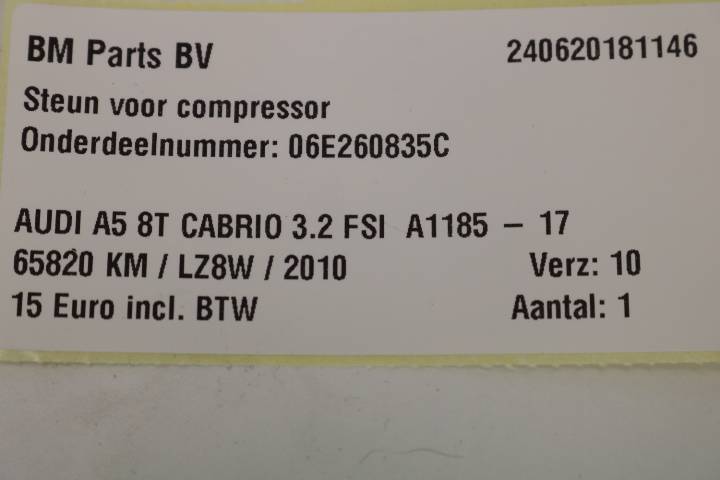 BM Parts BV 240620181146
Steun voor compressor
Onderdeelnummer: 06E260835C
AUDI A5 8T CABRIO 3.2 FSI A1185 – 17
65820 KM / LZ8W / 2010 Verz: 10
15 Euro incl. BTW Aantal: 1